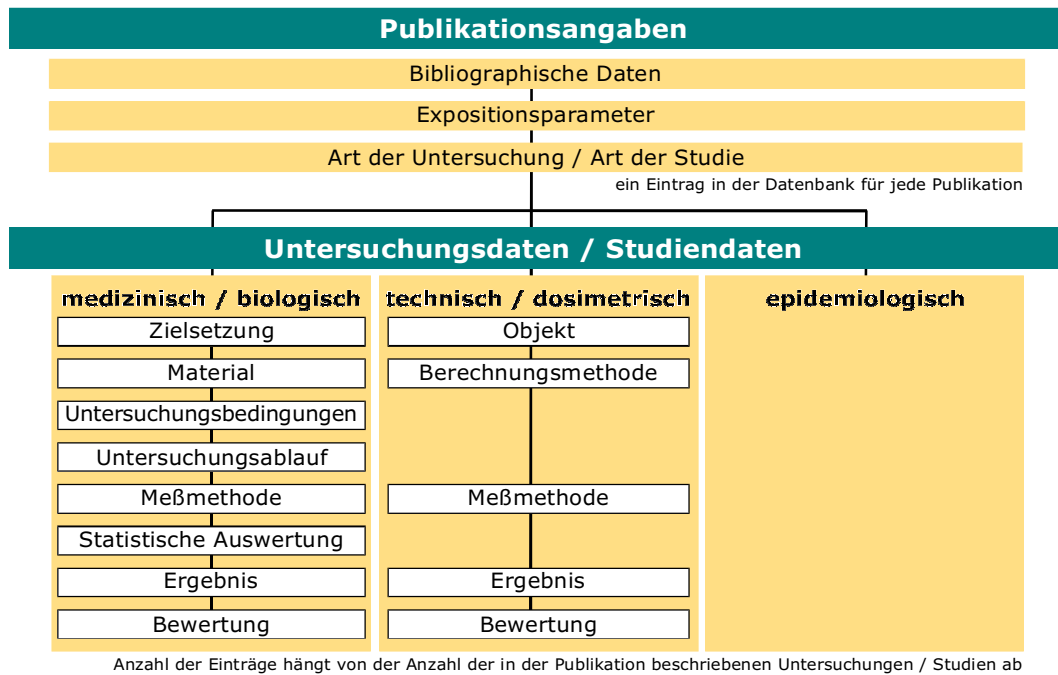 Publikationsangaben
Bibliographische Daten
Expositionsparameter
Art der Untersuchung / Art der Studie
ein Eintrag in der Datenbank für jede Publikation
Untersuchungsdaten / Studiendaten
medizinisch / biologisch
Zielsetzung
Material
Untersuchungsbedingungen
Untersuchungsablauf
Meßmethode
Statistische Auswertung
Ergebnis
Bewertung
technisch / dosimetrisch
Objekt
Berechnungsmethode
Meßmethode
Ergebnis
Bewertung
epidemiologisch
Anzahl der Einträge hängt von der Anzahl der in der Publikation beschriebenen Untersuchungen / Studien ab